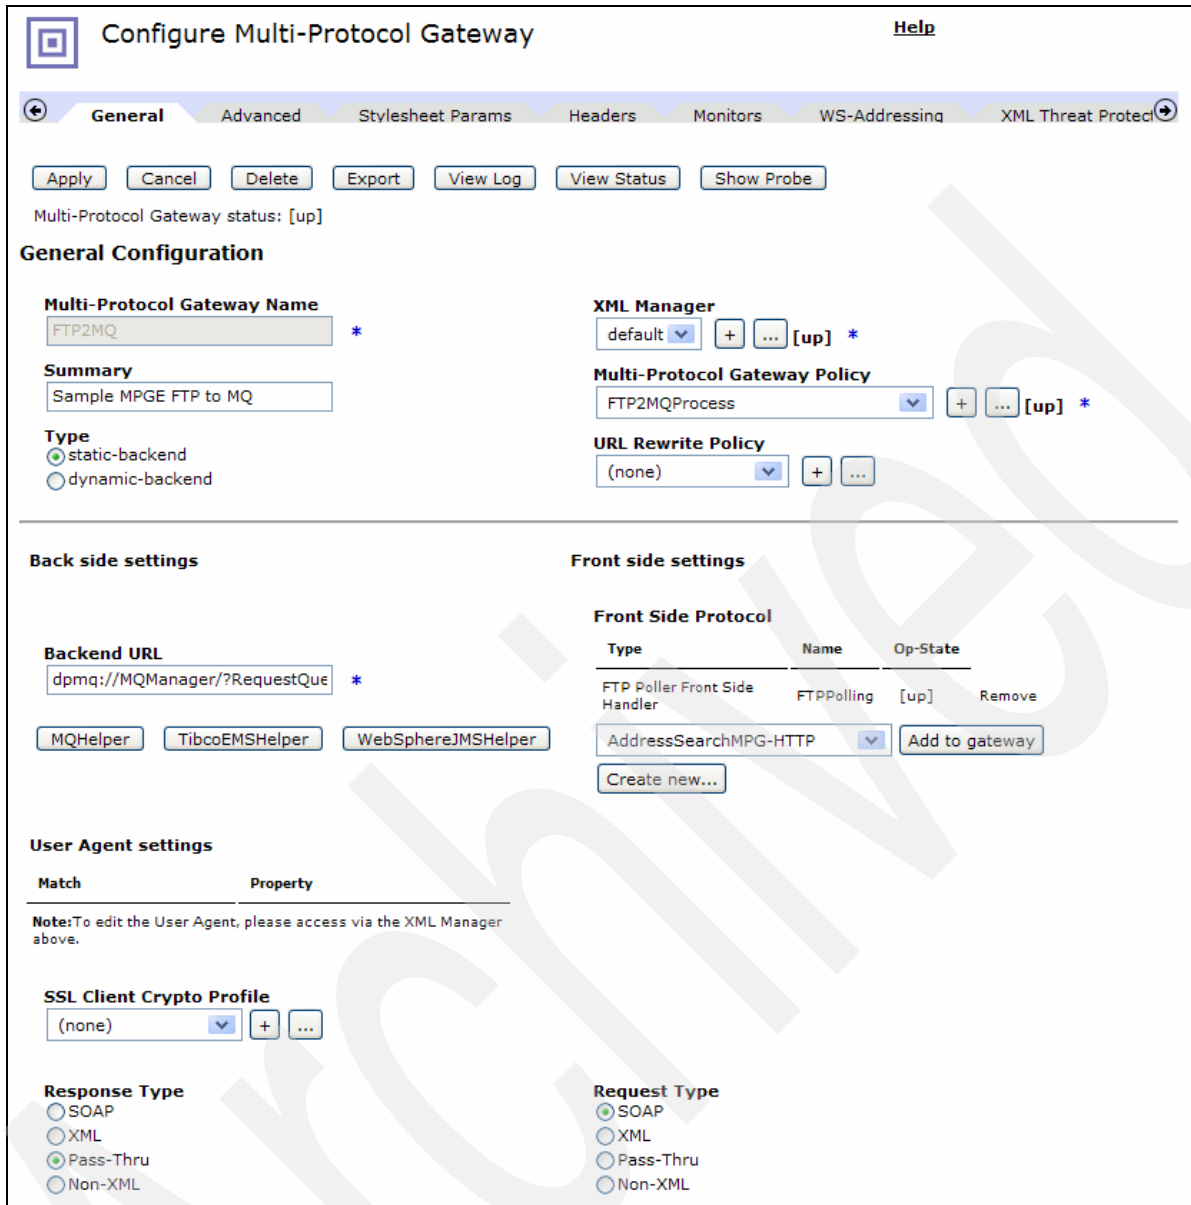 Configure Multi-Protocol Gateway
Help
General Advanced Stylesheet Params Headers Monitors WS-Addressing XML Threat Protect
Apply Cancel Delete Export View Log View Status Show Probe
Multi-Protocol Gateway status: [up]
General Configuration
Multi-Protocol Gateway Name
FTP2MQ *
Summary
Sample MPGE FTP to MQ
Type
static-backend
dynamic-backend
XML Manager
default + ... [up] *
Multi-Protocol Gateway Policy
FTP2MQProcess + ... [up] *
URL Rewrite Policy
(none) + ...
Back side settings
Backend URL
dpmq://MQManager/?RequestQue *
MQHelper TibcoEMSHelper WebSphereJMSHelper
Front side settings
Front Side Protocol
Type Name Op-State
FTP Poller Front Side
Handler FTPPolling [up] Remove
AddressSearchMPG-HTTP Add to gateway
Create new...
User Agent settings
Match Property
Note:To edit the User Agent, please access via the XML Manager
above.
SSL Client Crypto Profile
(none) + ...
Response Type
SOAP
XML
Pass-Thru
Non-XML
Request Type
SOAP
XML
Pass-Thru
Non-XML
Archived